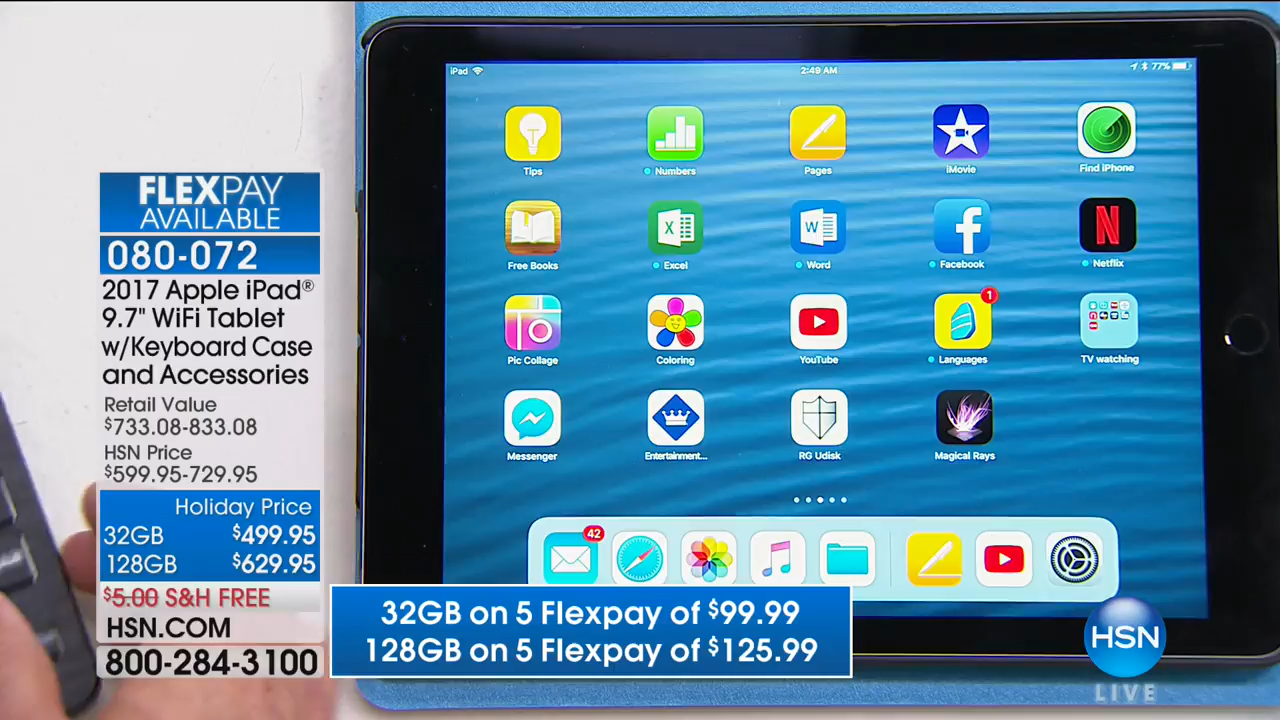 FLEXPAY
AVAILABLE
080-072
2017 Apple iPad®
9.7" WiFi Tablet
w/Keyboard Case
and Accessories
Retail Value
$733.08-833.08
HSN Price
$599.95-729.95
Holiday Price
32GB $499.95
128GB $629.95
$5.00 S&H FREE
HSN.COM
800-284-3100
32GB on 5 Flexpay of $99.99
128GB on 5 Flexpay of $125.99
iPad 2:49 AM 77%
Tips Numbers Pages iMovie Find iPhone
Free Books Excel Word Facebook Netflix
X W f N
Pic Collage Coloring YouTube Languages TV watching
1
Messenger Entertainment... RG Udisk Magical Rays
42
HSN
LIVE